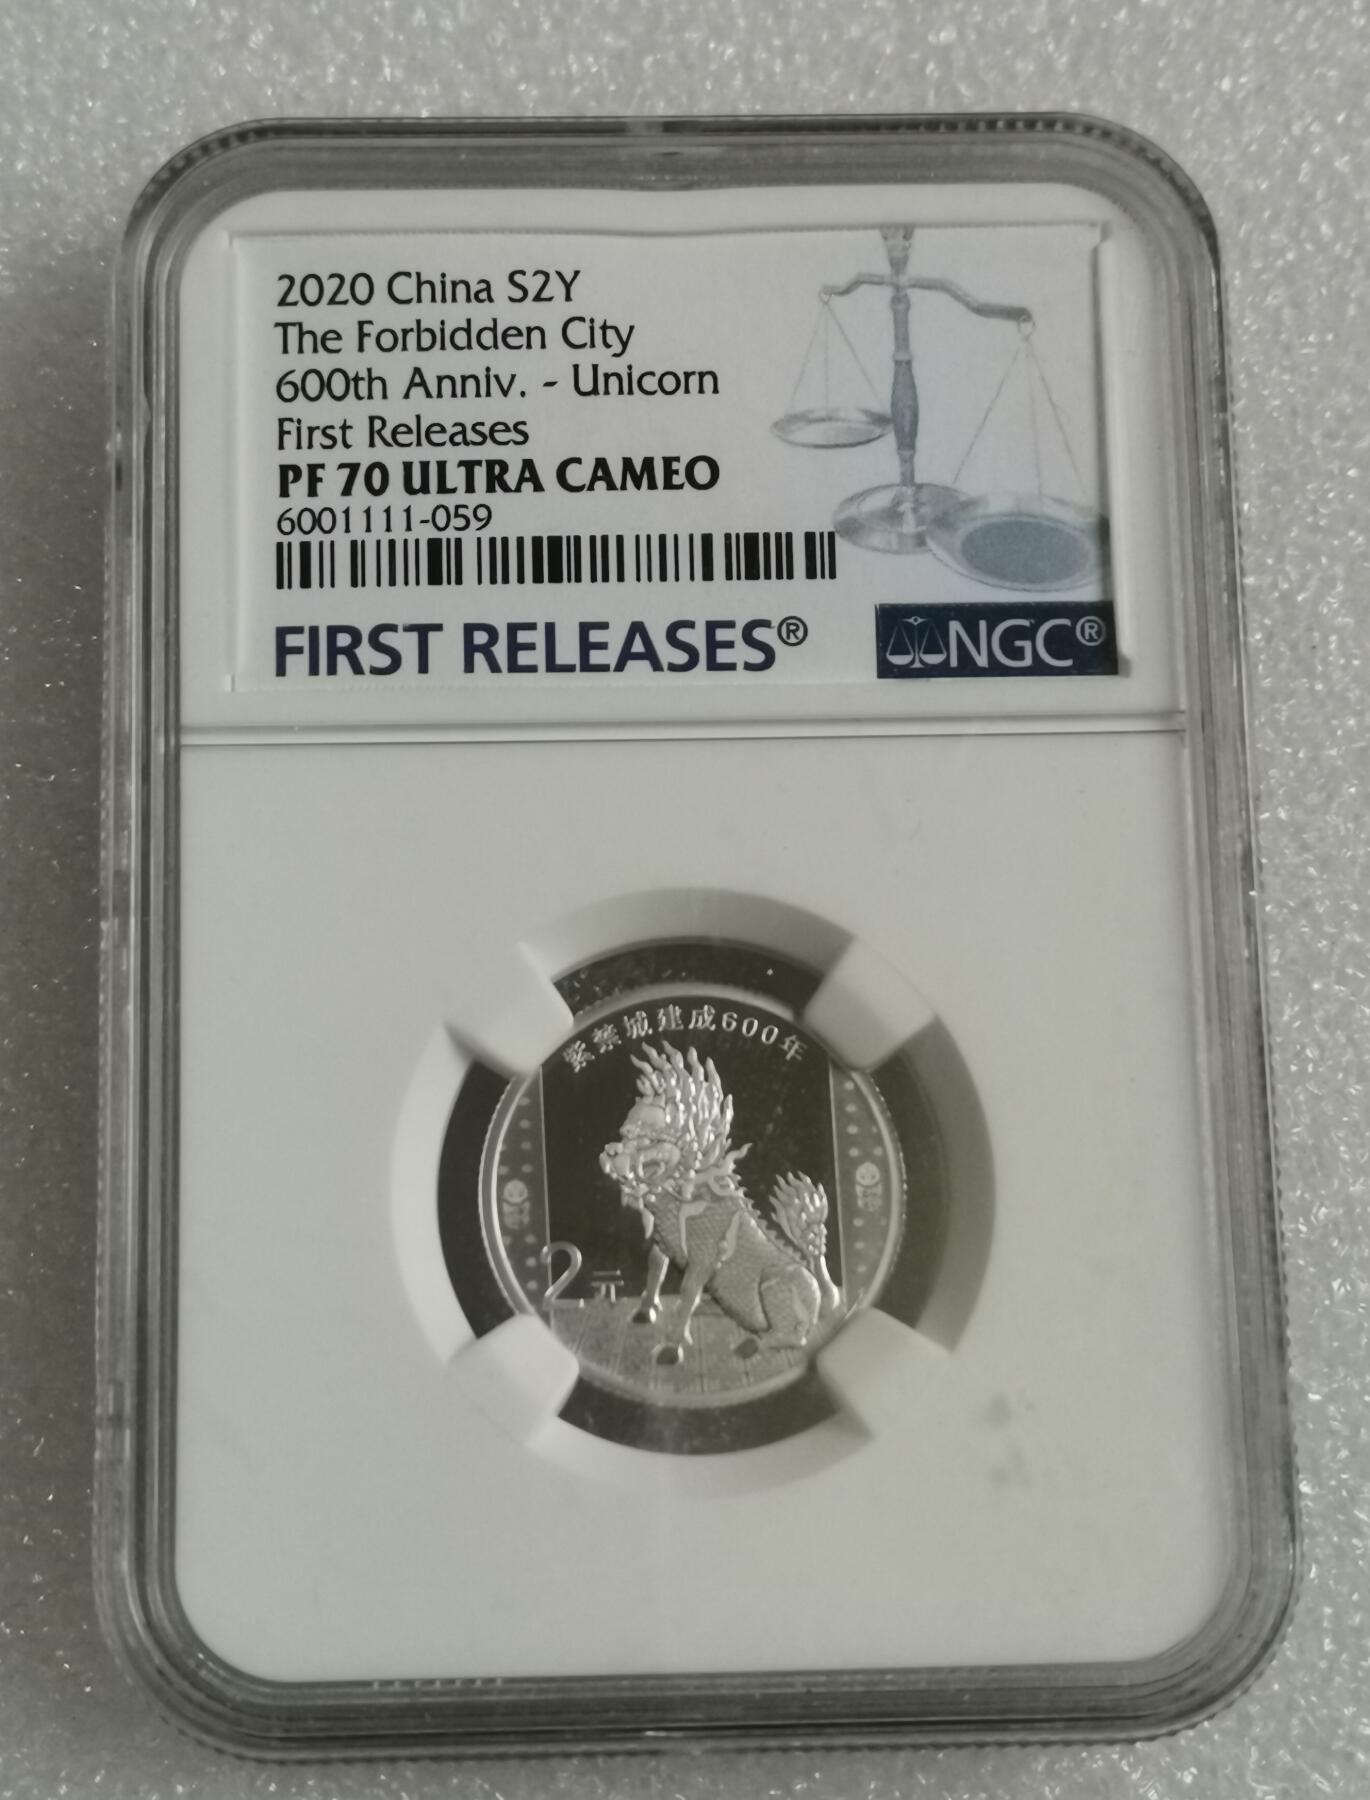 2020 China S2Y
The Forbidden City
600th Anniv. - Unicorn
First Releases
PF 70 ULTRA CAMEO
6001111-059
FIRST RELEASES®
NGC®
紫禁城建成600年
2元